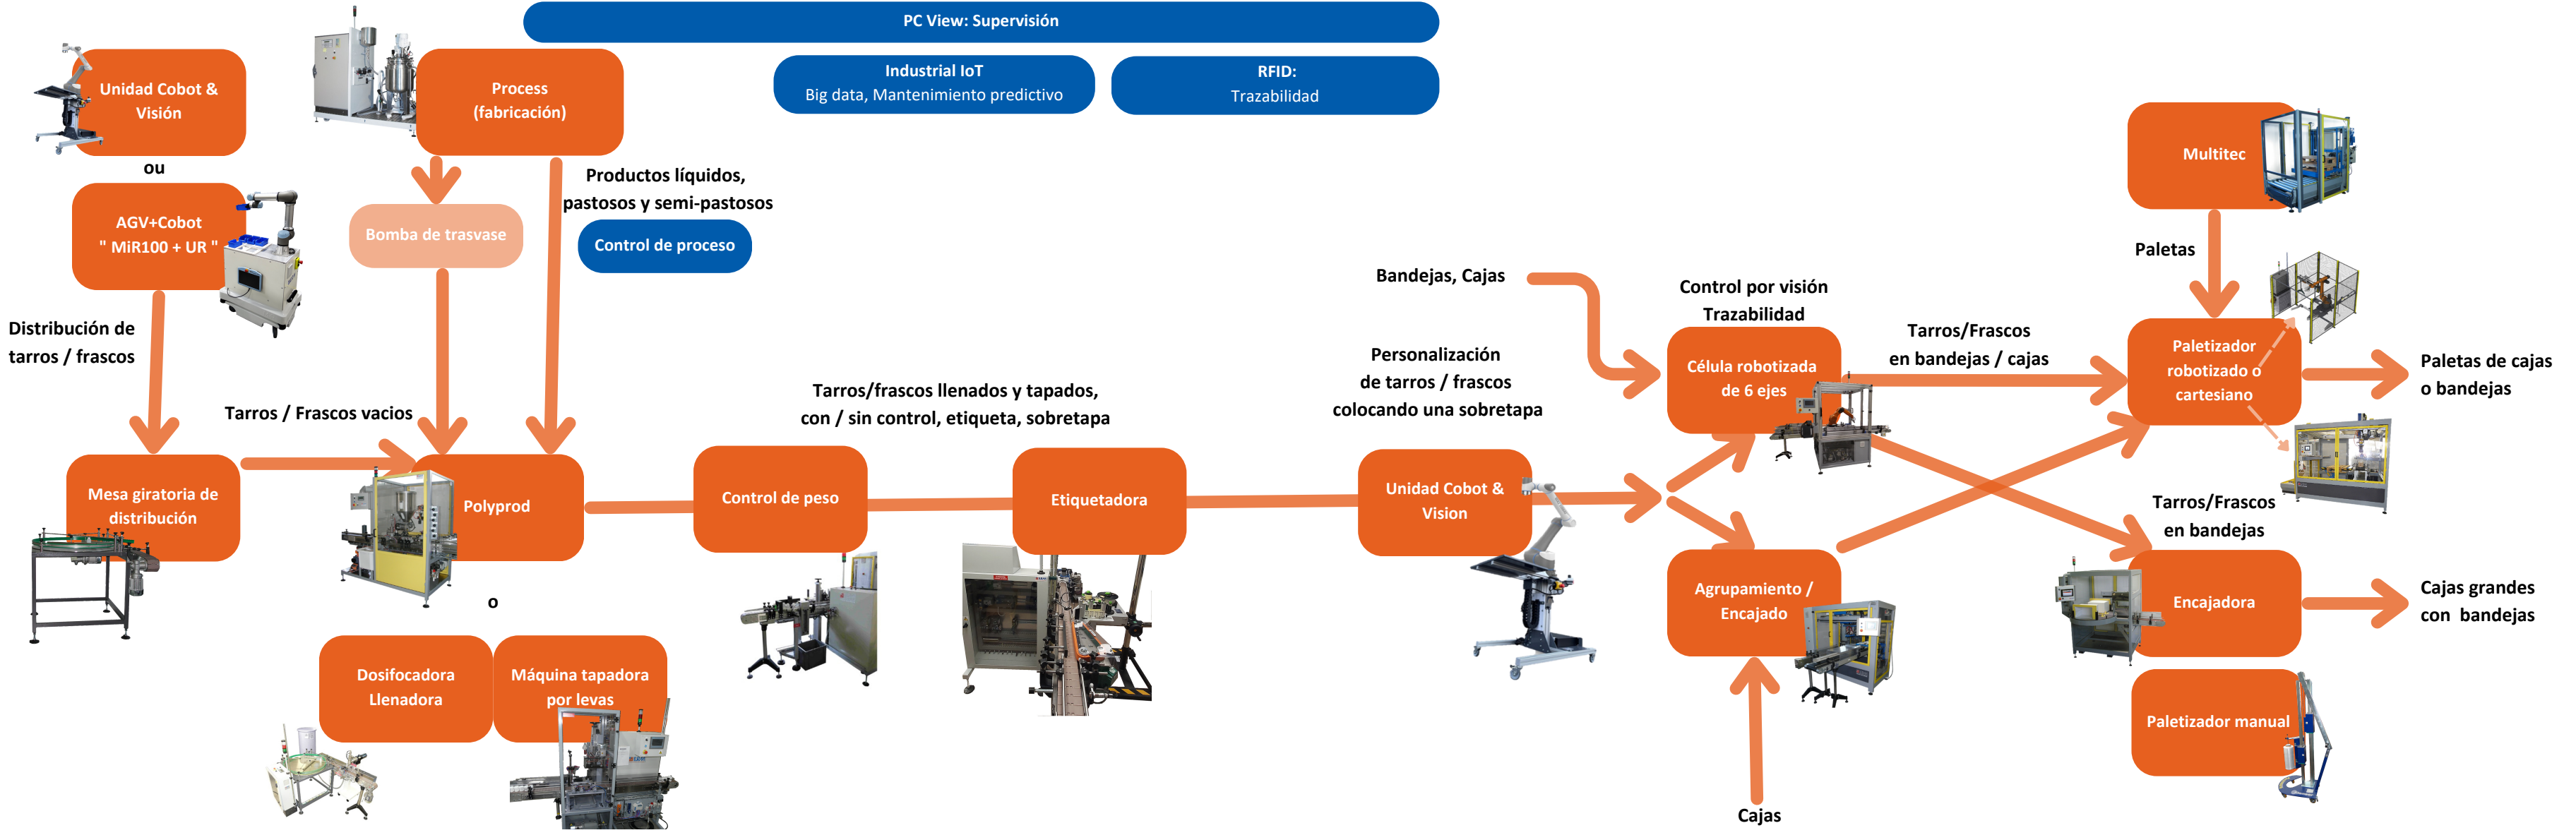 PC View: Supervisión
Industrial IoT
Big data, Mantenimiento predictivo
RFID:
Trazabilidad
Unidad Cobot &
Visión
ou
AGV+Cobot
" MiR100 + UR "
Distribución de
tarros / frascos
Mesa giratoria de
distribución
Tarros / Frascos vacios
Process
(fabricación)
Bomba de trasvase
Productos líquidos,
pastosos y semi-pastosos
Control de proceso
Polyprod
o
Dosifocadora
Llenadora
Máquina tapadora
por levas
Tarros/frascos llenados y tapados,
con / sin control, etiqueta, sobretapa
Control de peso
Etiquetadora
Personalización
de tarros / frascos
colocando una sobretapa
Unidad Cobot &
Vision
Bandejas, Cajas
Control por visión
Trazabilidad
Célula robotizada
de 6 ejes
Agrupamiento /
Encajado
Cajas
Tarros/Frascos
en bandejas / cajas
Multitec
Paletas
Paletizador
robotizado o
cartesiano
Paletas de cajas
o bandejas
Tarros/Frascos
en bandejas
Encajadora
Cajas grandes
con  bandejas
Paletizador manual